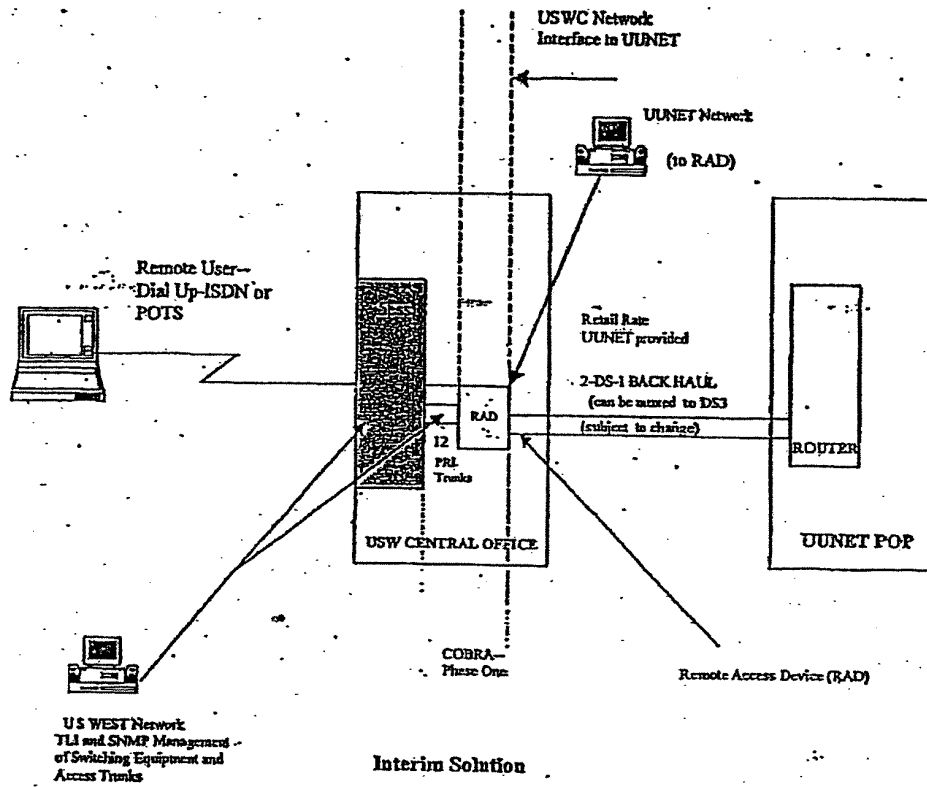 USWC Network
Interface in UUNET
UUNET Network
(to RAD)
Remote User--
Dial Up-ISDN or
POTS
Retail Rate
UUNET provided
2-DS-1 BACK HAUL
(can be muxed to DS3
(subject to change)
RAD
ROUTER
12
PRI
Trunks
USW CENTRAL OFFICE
UUNET POP
COBRA--
Phase One
Remote Access Device (RAD)
U S WEST Network
TL1 and SNMP Management
of Switching Equipment and
Access Trunks
Interim Solution